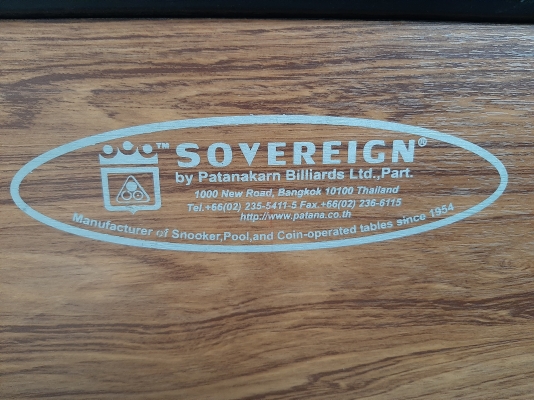 ™ SOVEREIGN®
by Patanakarn Billiards Ltd.,Part.
1000 New Road, Bangkok 10100 Thailand
Tel.+66(02) 235-5411-5 Fax.+66(02) 236-6115
http://www.patana.co.th
Manufacturer of Snooker,Pool,and Coin-operated tables since 1954